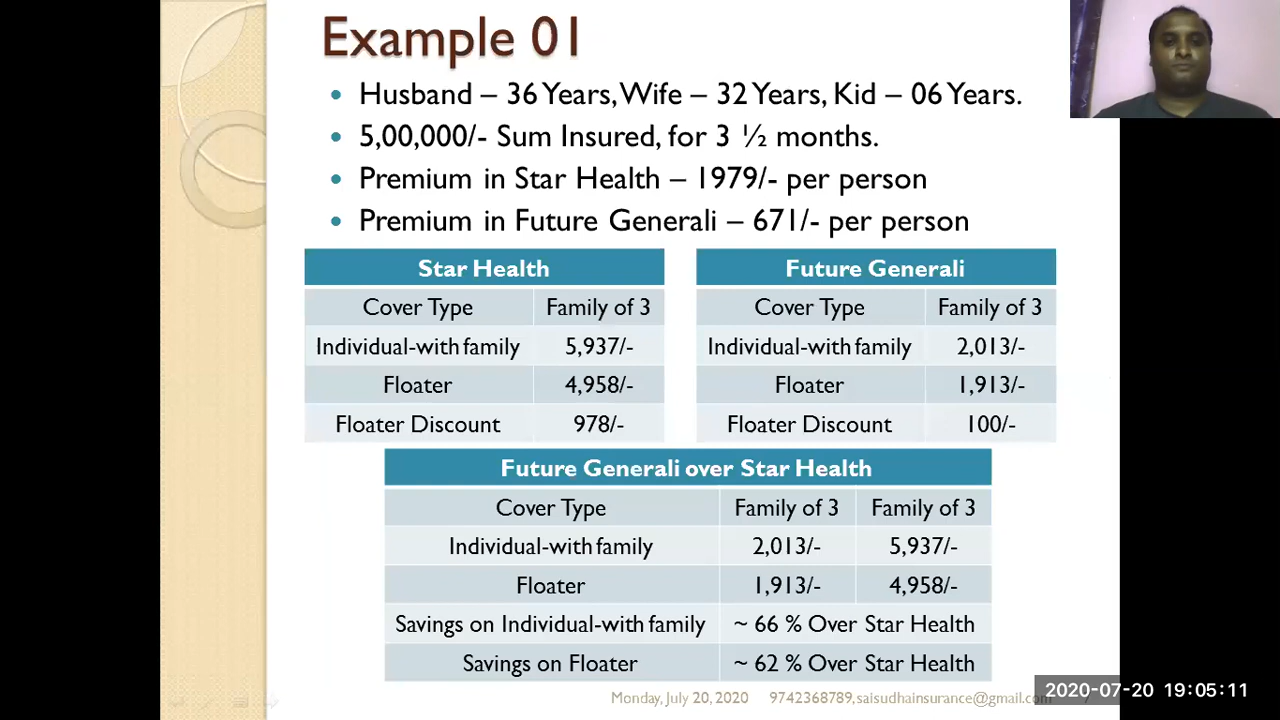 Example 01
• Husband – 36 Years, Wife – 32 Years, Kid – 06 Years.
• 5,00,000/- Sum Insured, for 3 ½ months.
• Premium in Star Health – 1979/- per person
• Premium in Future Generali – 671/- per person
Star Health
Cover Type Family of 3
Individual-with family 5,937/-
Floater 4,958/-
Floater Discount 978/-
Future Generali
Cover Type Family of 3
Individual-with family 2,013/-
Floater 1,913/-
Floater Discount 100/-
Future Generali over Star Health
Cover Type Family of 3 Family of 3
Individual-with family 2,013/- 5,937/-
Floater 1,913/- 4,958/-
Savings on Individual-with family ~ 66 % Over Star Health
Savings on Floater ~ 62 % Over Star Health
Monday, July 20, 2020 9742368789, saisudhainsurance@gmail.com
2020-07-20 19:05:11